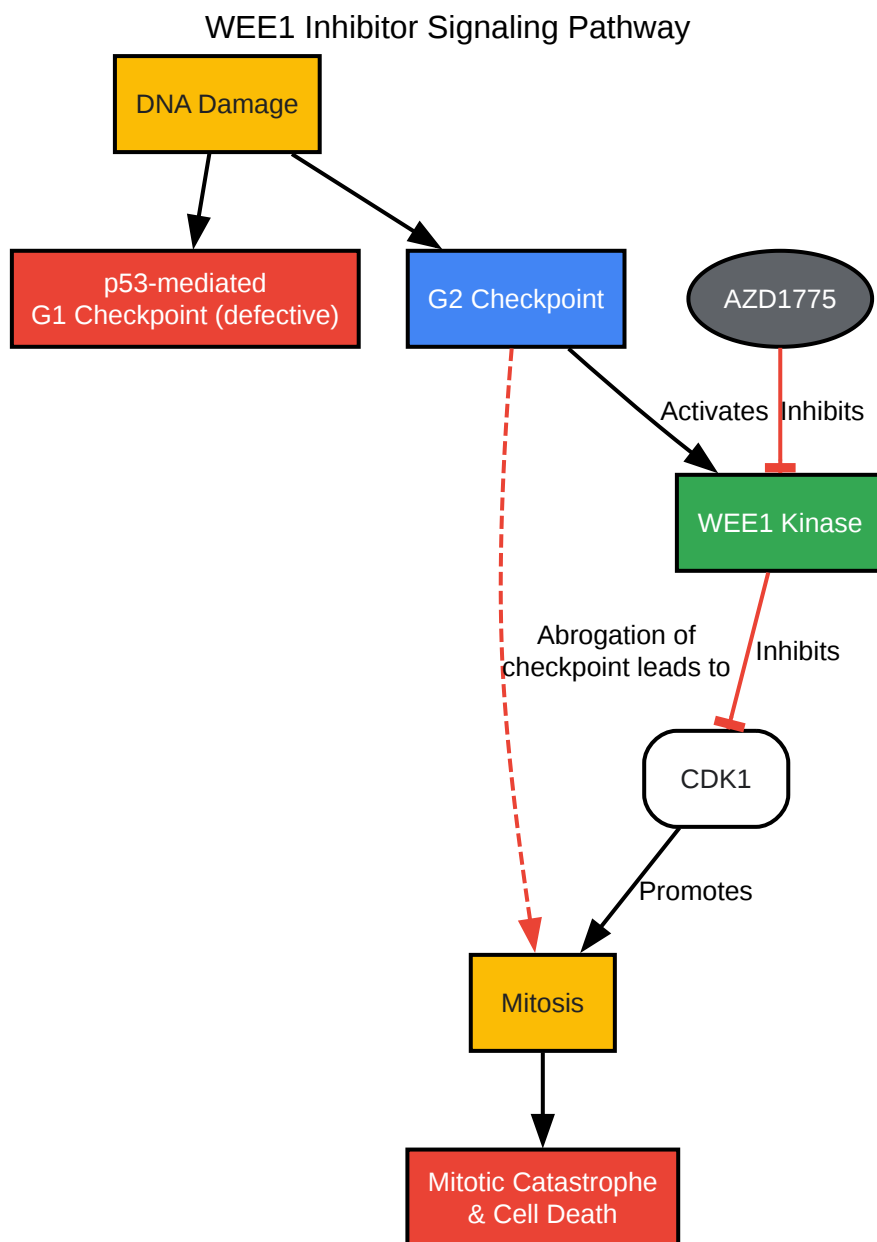 WEE1 Inhibitor Signaling Pathway
DNA Damage
p53-mediated
G1 Checkpoint (defective)
G2 Checkpoint
AZD1775
Activates
Inhibits
WEE1 Kinase
Abrogation of
checkpoint leads to
Inhibits
CDK1
Promotes
Mitosis
Mitotic Catastrophe
& Cell Death